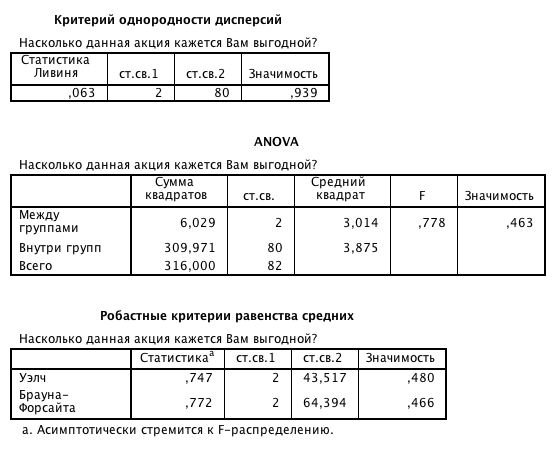 Критерий однородности дисперсий
Насколько данная акция кажется Вам выгодной?
Статистика Ливиня ст.св.1 ст.св.2 Значимость
,063 2 80 ,939
ANOVA
Насколько данная акция кажется Вам выгодной?
Сумма квадратов ст.св. Средний квадрат F Значимость
Между группами 6,029 2 3,014 ,778 ,463
Внутри групп 309,971 80 3,875
Всего 316,000 82
Робастные критерии равенства средних
Насколько данная акция кажется Вам выгодной?
Статистикаª ст.св.1 ст.св.2 Значимость
Уэлч ,747 2 43,517 ,480
Брауна-Форсайта ,772 2 64,394 ,466
a. Асимптотически стремится к F-распределению.